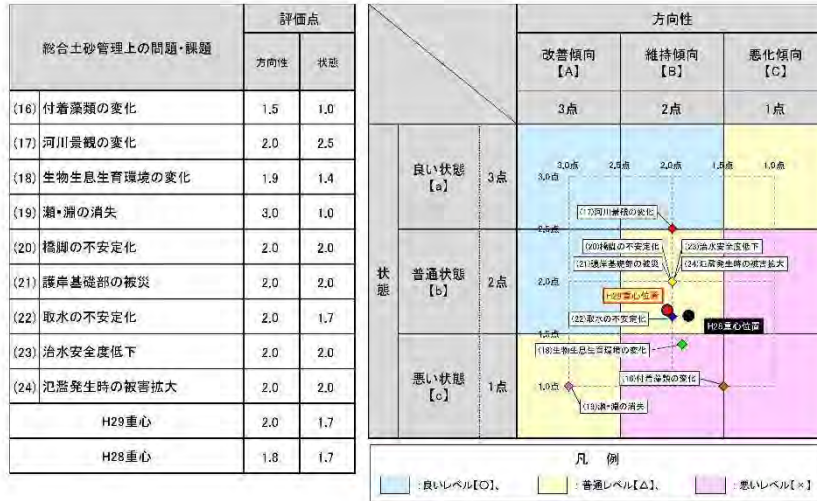 総合土砂管理上の問題・課題
評価点
方向性 状態
(16) 付着藻類の変化 1.5 1.0
(17) 河川景観の変化 2.0 2.5
(18) 生物生息生育環境の変化 1.9 1.4
(19) 瀬・淵の消失 3.0 1.0
(20) 橋脚の不安定化 2.0 2.0
(21) 護岸基礎部の被災 2.0 2.0
(22) 取水の不安定化 2.0 1.7
(23) 治水安全度低下 2.0 2.0
(24) 氾濫発生時の被害拡大 2.0 2.0
H29重心 2.0 1.7
H28重心 1.8 1.7
方向性
改善傾向 維持傾向 悪化傾向
【A】 【B】 【C】
3点 2点 1点
状態
良い状態
【a】
3点
普通状態
【b】
2点
悪い状態
【c】
1点
3.0点 2.5点 2.0点 1.5点 1.0点
3.0点
(17)河川景観の変化
2.5点
(20)橋脚の不安定化 (23)治水安全度低下
(21)護岸基礎部の被災 (24)氾濫発生時の被害拡大
2.0点
H29重心位置
(22)取水の不安定化 H28重心位置
1.5点
(18)生物生息生育環境の変化
(16)付着藻類の変化
1.0点
(19)瀬・淵の消失
凡 例
:良いレベル【○】、 :普通レベル【△】、 :悪いレベル【×】